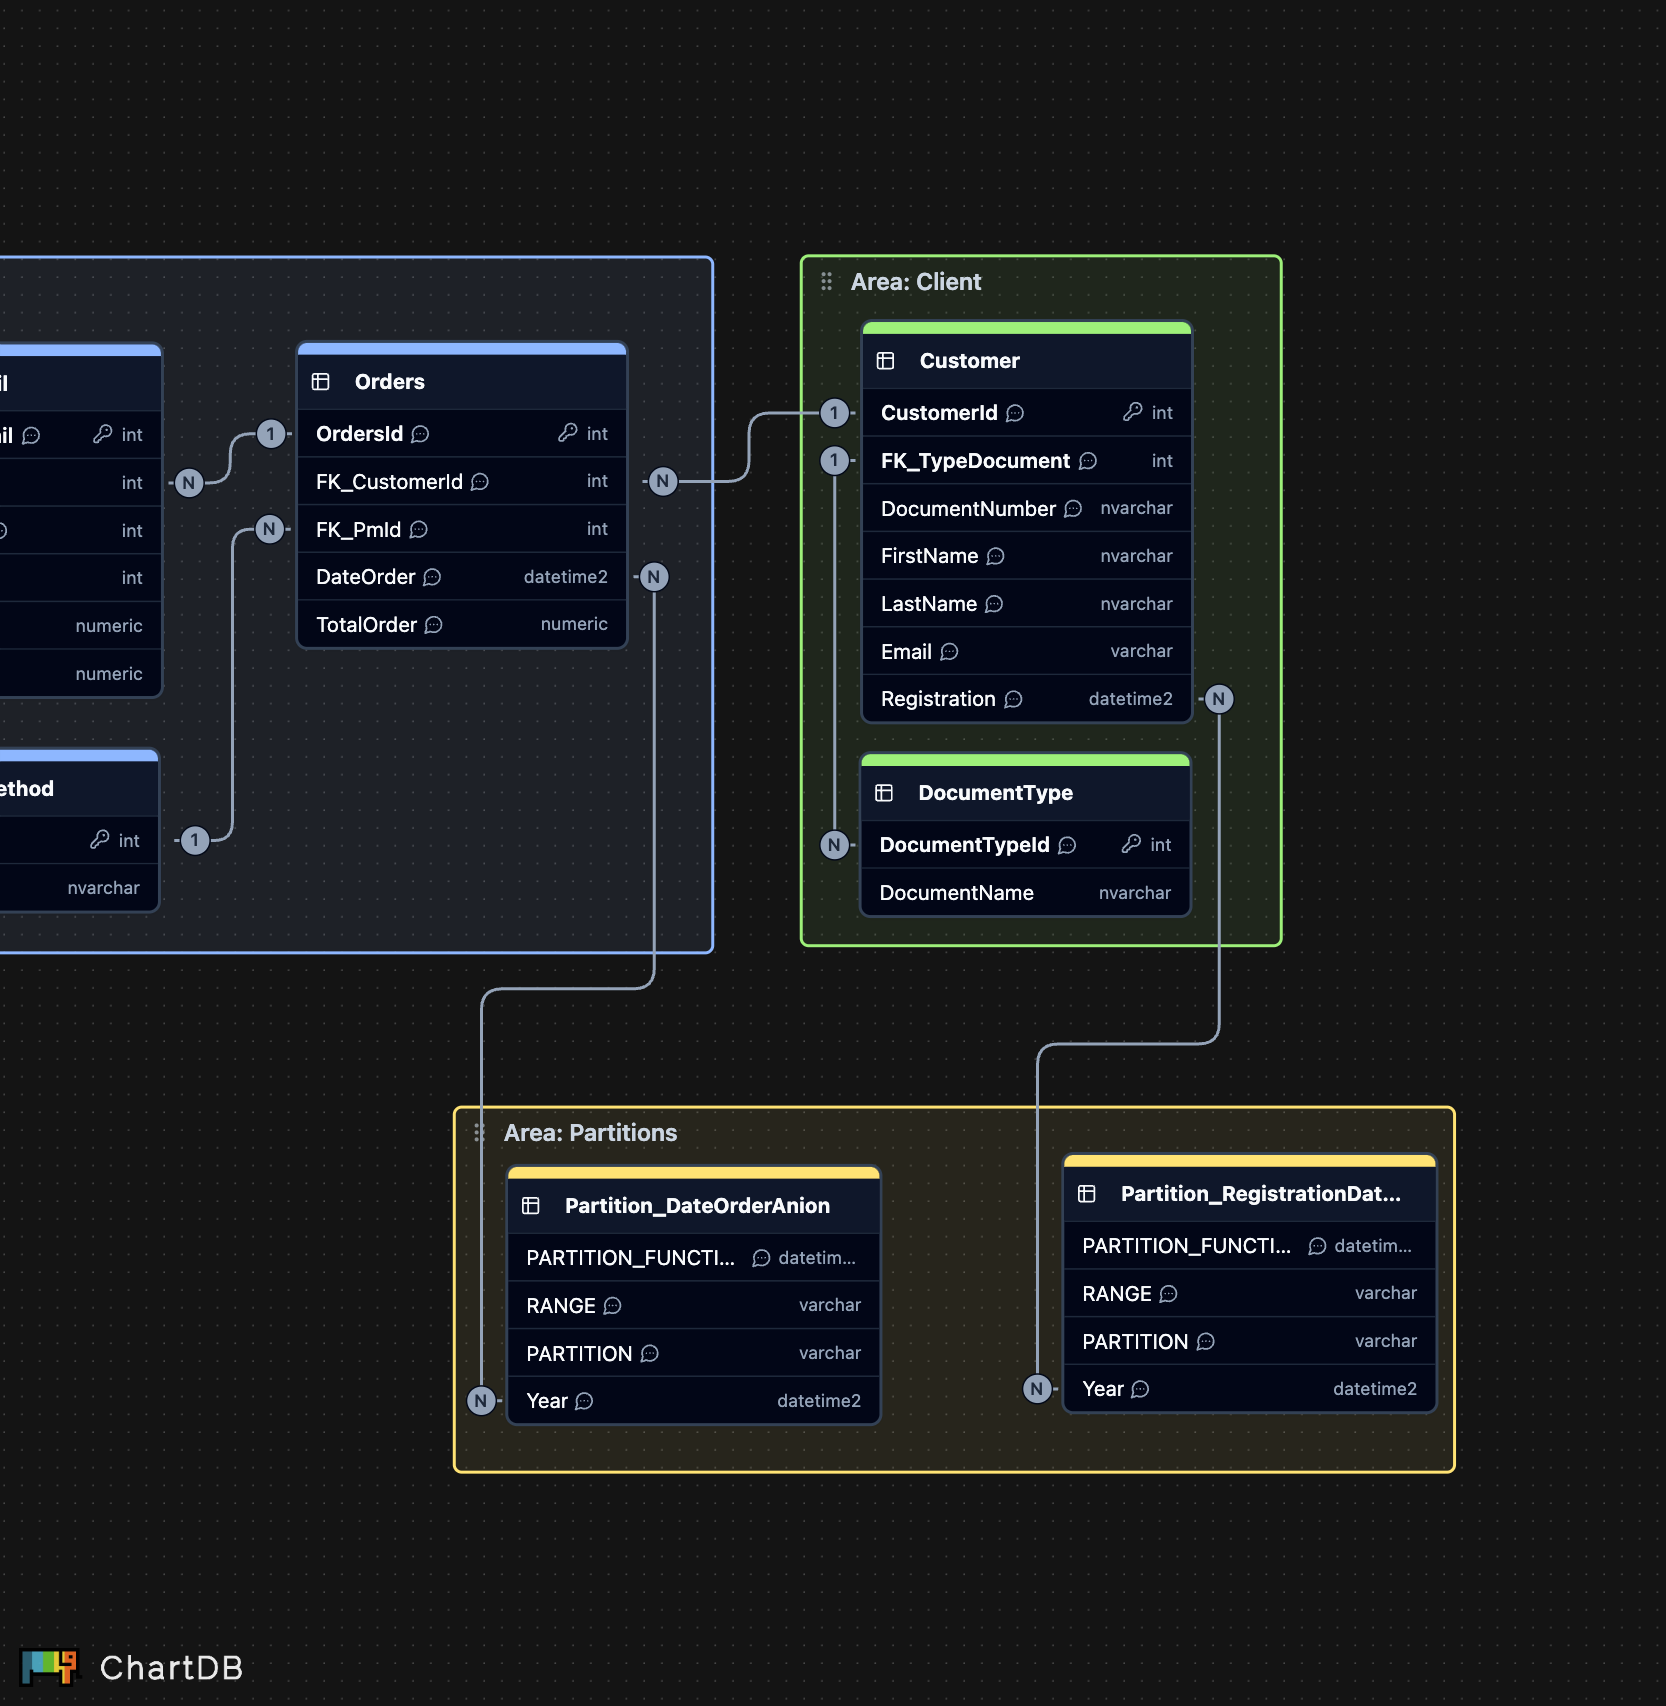 Area: Client
il
il int
int
int
int
numeric
numeric
ethod
int
nvarchar
Orders
OrdersId int
FK_CustomerId int
FK_PmId int
DateOrder datetime2
TotalOrder numeric
N
1
N
1
N
N
1
1
N
N
N
N
Customer
CustomerId int
FK_TypeDocument int
DocumentNumber nvarchar
FirstName nvarchar
LastName nvarchar
Email varchar
Registration datetime2
DocumentType
DocumentTypeId int
DocumentName nvarchar
Area: Partitions
Partition_DateOrderAnion
PARTITION_FUNCTI... datetim...
RANGE varchar
PARTITION varchar
Year datetime2
Partition_RegistrationDat...
PARTITION_FUNCTI... datetim...
RANGE varchar
PARTITION varchar
Year datetime2
ChartDB